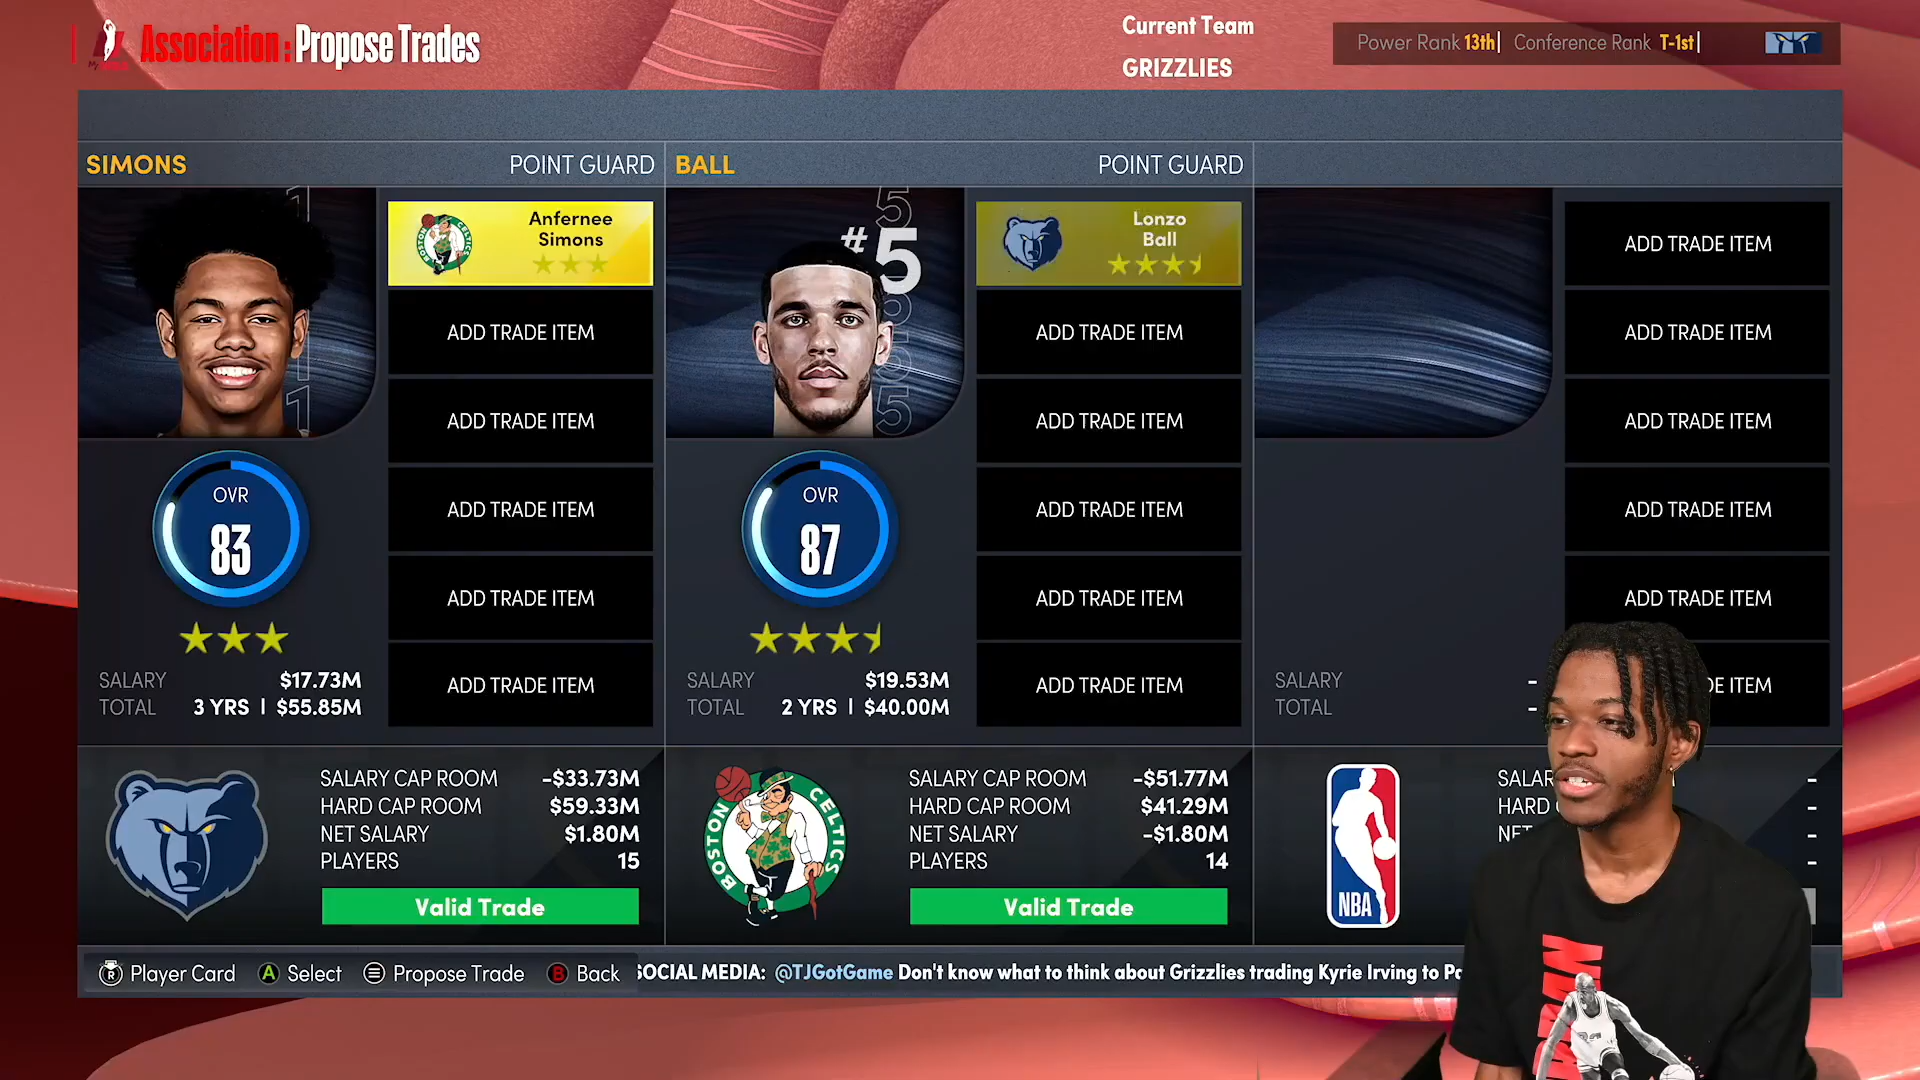 Association : Propose Trades
Current Team
GRIZZLIES
Power Rank 13th| Conference Rank T-1st|
SIMONS POINT GUARD
BALL POINT GUARD
#5
Anfernee
Simons
ADD TRADE ITEM
ADD TRADE ITEM
ADD TRADE ITEM
ADD TRADE ITEM
ADD TRADE ITEM
OVR
83
SALARY $17.73M
TOTAL 3 YRS | $55.85M
Lonzo
Ball
ADD TRADE ITEM
ADD TRADE ITEM
ADD TRADE ITEM
ADD TRADE ITEM
ADD TRADE ITEM
OVR
87
SALARY $19.53M
TOTAL 2 YRS | $40.00M
ADD TRADE ITEM
ADD TRADE ITEM
ADD TRADE ITEM
ADD TRADE ITEM
ADD TRADE ITEM
DE ITEM
SALARY -
TOTAL -
SALARY CAP ROOM -$33.73M
HARD CAP ROOM $59.33M
NET SALARY $1.80M
PLAYERS 15
Valid Trade
BOSTON CELTICS
SALARY CAP ROOM -$51.77M
HARD CAP ROOM $41.29M
NET SALARY -$1.80M
PLAYERS 14
Valid Trade
NBA
SALAR -
HARD -
NET -
-
Player Card A Select Propose Trade B Back
SOCIAL MEDIA: @TJGotGame Don't know what to think about Grizzlies trading Kyrie Irving to